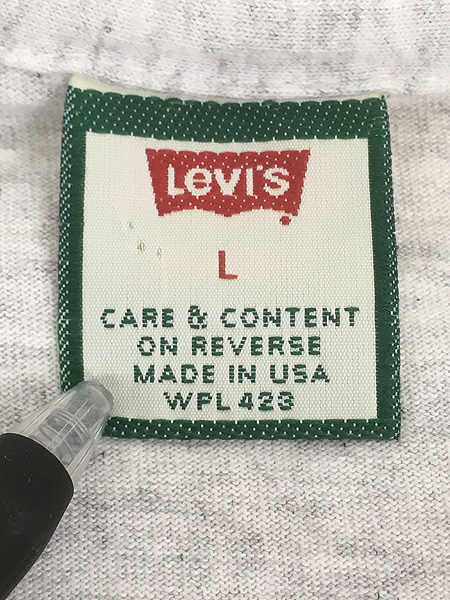 LeVI'S
L
CARE & CONTENT
ON REVERSE
MADE IN USA
WPL 423